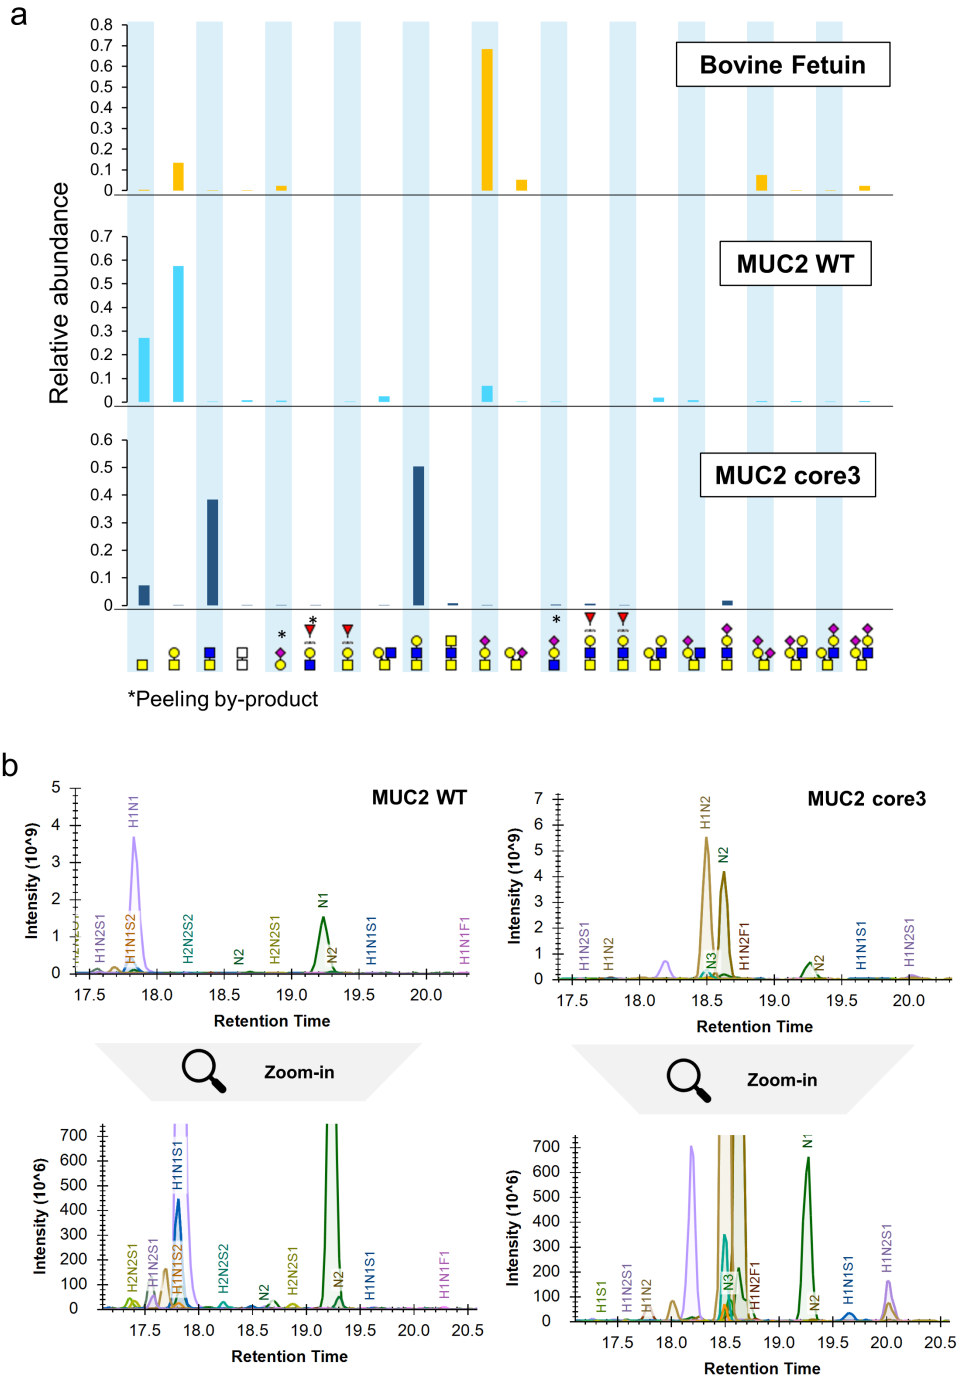 a
Relative abundance
0.8
0.7
0.6
0.5
0.4
0.3
0.2
0.1
0
Bovine Fetuin
0.7
0.6
0.5
0.4
0.3
0.2
0.1
0
MUC2 WT
0.6
0.5
0.4
0.3
0.2
0.1
0
MUC2 core3
* * *
*Peeling by-product
b
MUC2 WT
Intensity (10^9)
5
4
3
2
1
0
H2N2S1
H1N2S1
H1N1
H1N1S2
H2N2S2
N2
H2N2S1
N1
N2
H1N1S1
H1N1F1
17.5 18.0 18.5 19.0 19.5 20.0
Retention Time
MUC2 core3
Intensity (10^9)
7
6
5
4
3
2
1
0
H1N2S1
H1N2
H1N2
N3
N2
H1N2F1
N2
H1N1S1
H1N2S1
17.5 18.0 18.5 19.0 19.5 20.0
Retention Time
Zoom-in
Zoom-in
Intensity (10^6)
700
600
500
400
300
200
100
0
H2N2S1
H1N2S1
H1N1S1
H1N1S2
H2N2S2
N2
H2N2S1
N2
H1N1S1
H1N1F1
17.5 18.0 18.5 19.0 19.5 20.0 20.5
Retention Time
Intensity (10^6)
700
600
500
400
300
200
100
0
H1S1
H1N2S1
H1N2
N3
H1N2F1
N1
N2
H1N1S1
H1N2S1
17.5 18.0 18.5 19.0 19.5 20.0 20.5
Retention Time